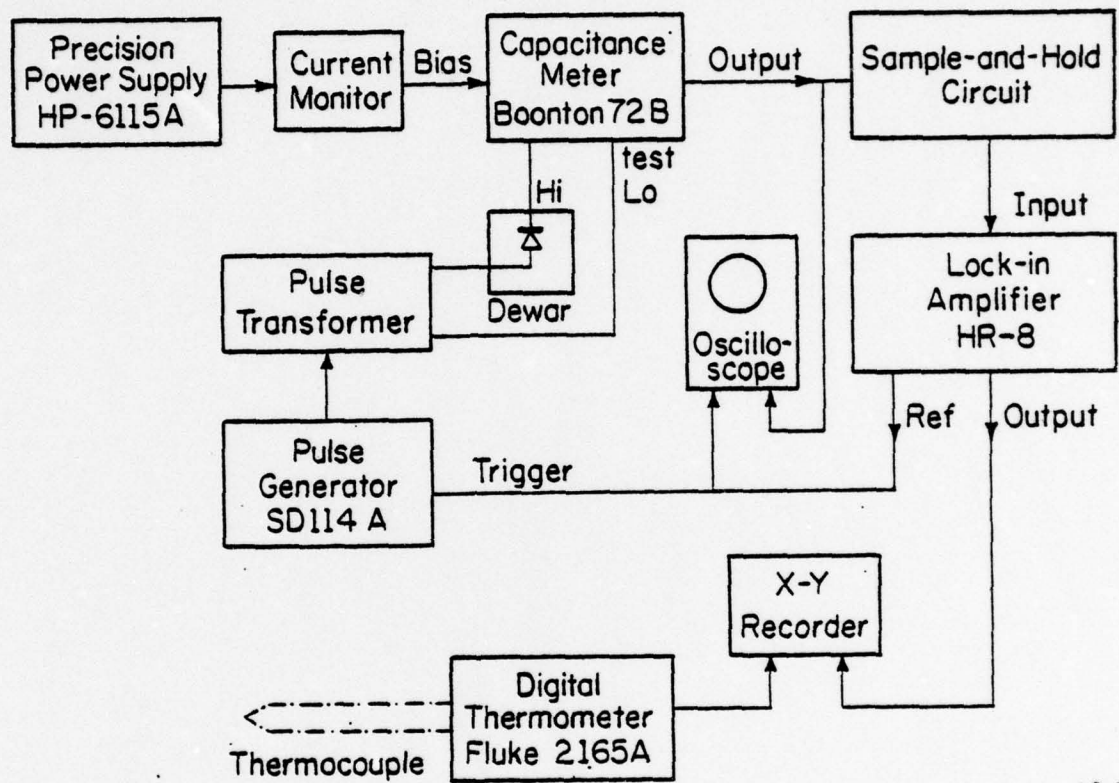 Precision
Power Supply
HP-6115A
Current
Monitor
Bias
Capacitance
Meter
Boonton 72B
Output
Sample-and-Hold
Circuit
test
Hi
Lo
Input
Pulse
Transformer
Dewar
Oscillo-
scope
Lock-in
Amplifier
HR-8
Ref
Output
Pulse
Generator
SD114 A
Trigger
X-Y
Recorder
Digital
Thermometer
Fluke 2165A
Thermocouple